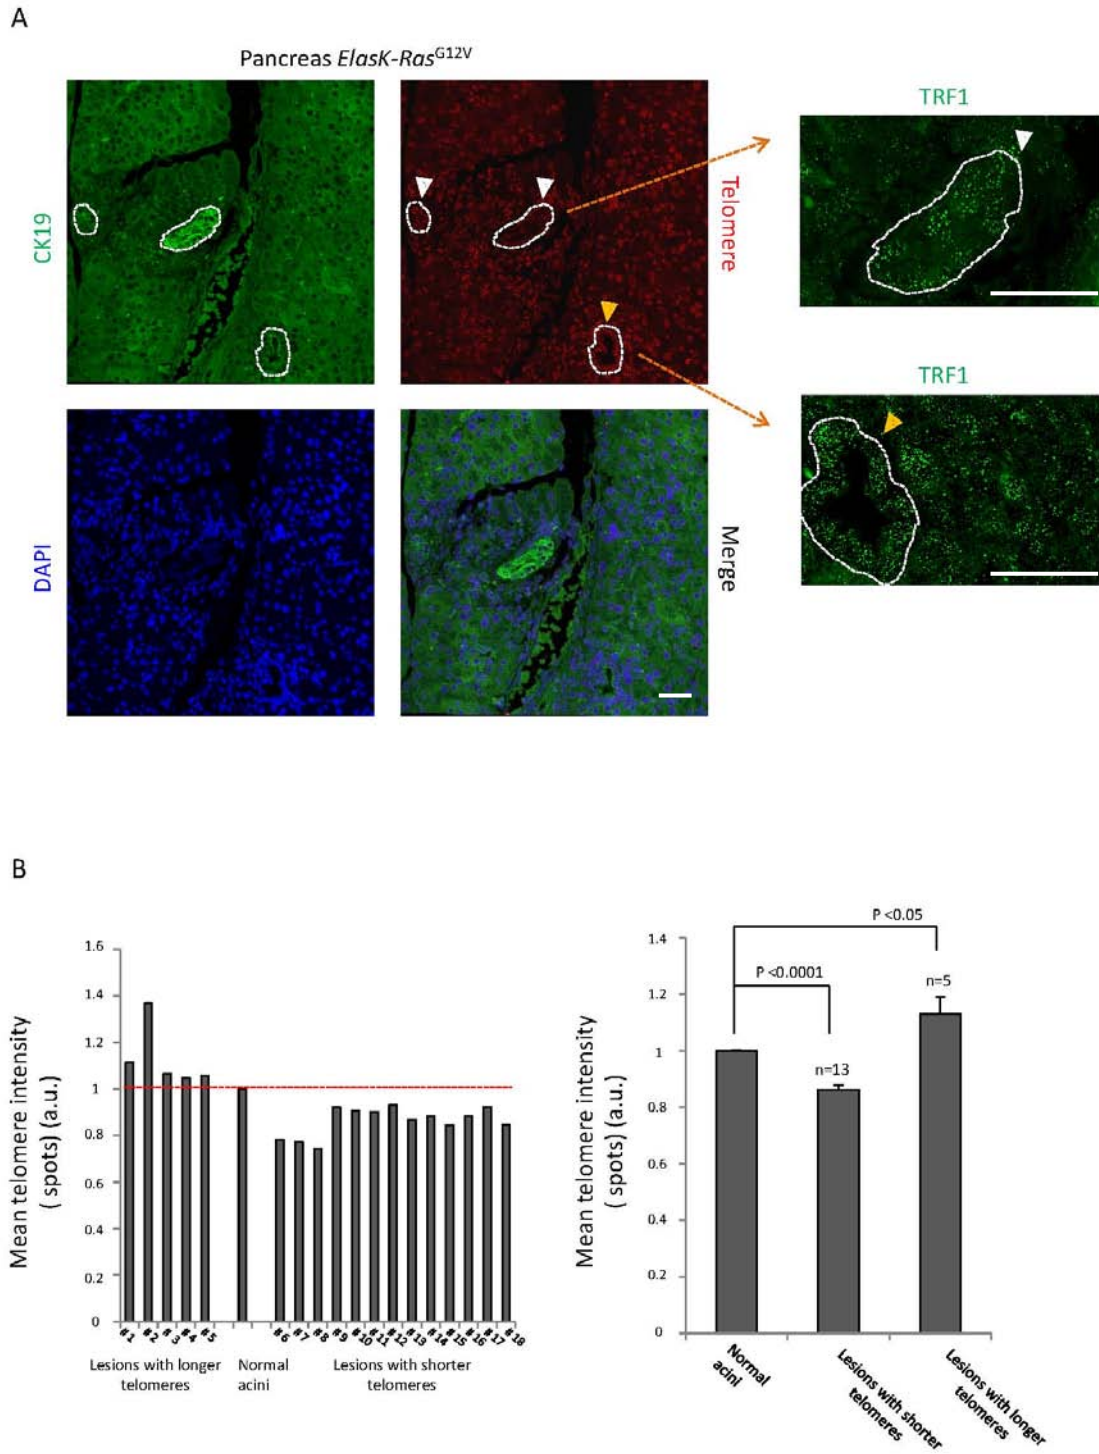 A
Pancreas ElasK-RasG12V
CK19
Telomere
TRF1
TRF1
DAPI
Merge
B
Mean telomere intensity
( spots) (a.u.)
1.6
1.4
1.2
1
0.8
0.6
0.4
0.2
0
#1
#2
#3
#4
#5
#6
#7
#8
#9
#10
#11
#12
#13
#14
#15
#16
#17
#18
Lesions with longer
telomeres
Normal
acini
Lesions with shorter
telomeres
Mean telomere intensity
( spots) (a.u.)
1.4
1.2
1
0.8
0.6
0.4
0.2
0
P <0.05
P <0.0001
n=5
n=13
Normal
acini
Lesions with shorter
telomeres
Lesions with longer
telomeres